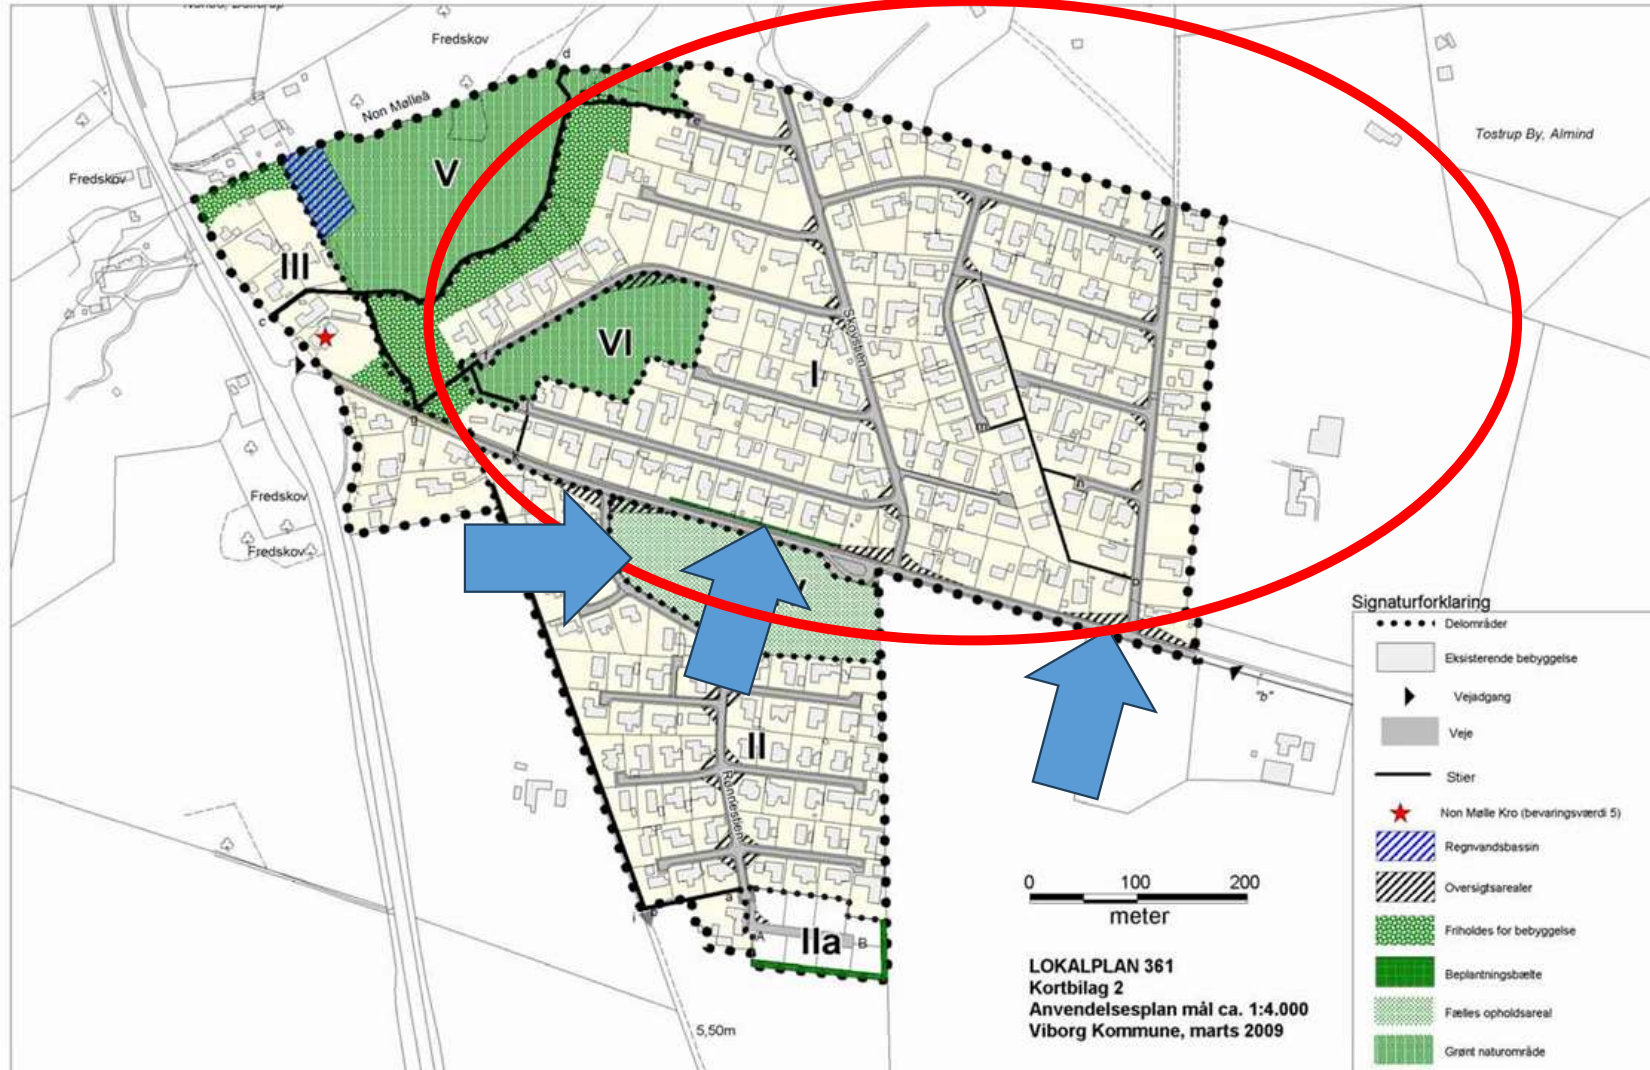 Fredskov
d
Non Mølleå
Tostrup By, Almind
Fredskov
V
e
III
c
VI
Skovstien
I
f
g
m
n
Fredskov
Fredskov
"b"
II
Rønnestien
a
i
A
IIa
B
5,50m
0 100 200
meter
LOKALPLAN 361
Kortbilag 2
Anvendelsesplan mål ca. 1:4.000
Viborg Kommune, marts 2009
Signaturforklaring
Delområder
Eksisterende bebyggelse
Vejadgang
Veje
Stier
Non Mølle Kro (bevaringsværdi 5)
Regnvandsbassin
Oversigtsarealer
Friholdes for bebyggelse
Beplantningsbælte
Fælles opholdsareal
Grønt naturområde